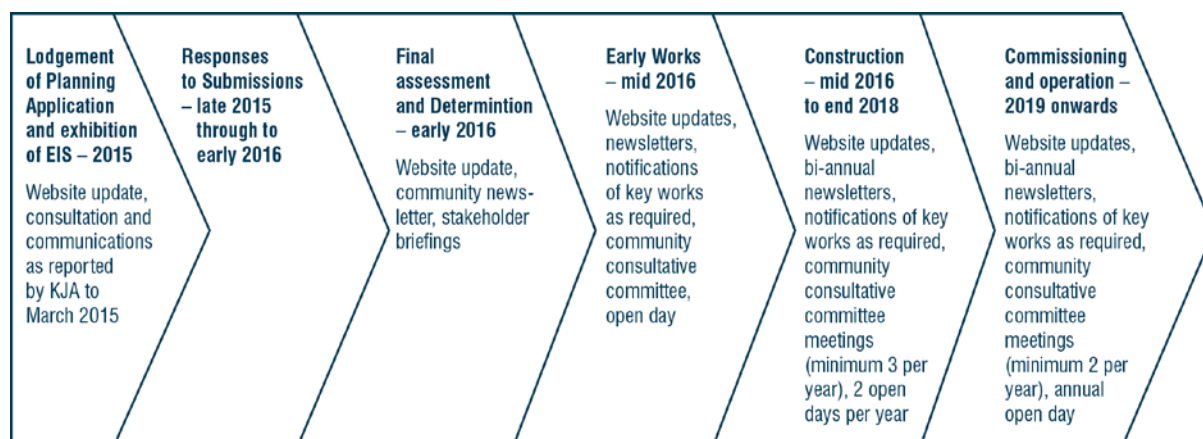 Lodgement
of Planning
Application
and exhibition
of EIS – 2015
Website update,
consultation and
communications
as reported
by KJA to
March 2015
Responses
to Submissions
– late 2015
through to
early 2016
Final
assessment
and Determintion
– early 2016
Website update,
community news-
letter, stakeholder
briefings
Early Works
– mid 2016
Website updates,
newsletters,
notifications
of key works
as required,
community
consultative
committee,
open day
Construction
– mid 2016
to end 2018
Website updates,
bi-annual
newsletters,
notifications of key
works as required,
community
consultative
committee
meetings
(minimum 3 per
year), 2 open
days per year
Commissioning
and operation –
2019 onwards
Website updates,
bi-annual
newsletters,
notifications of key
works as required,
community
consultative
committee
meetings
(minimum 2 per
year), annual
open day